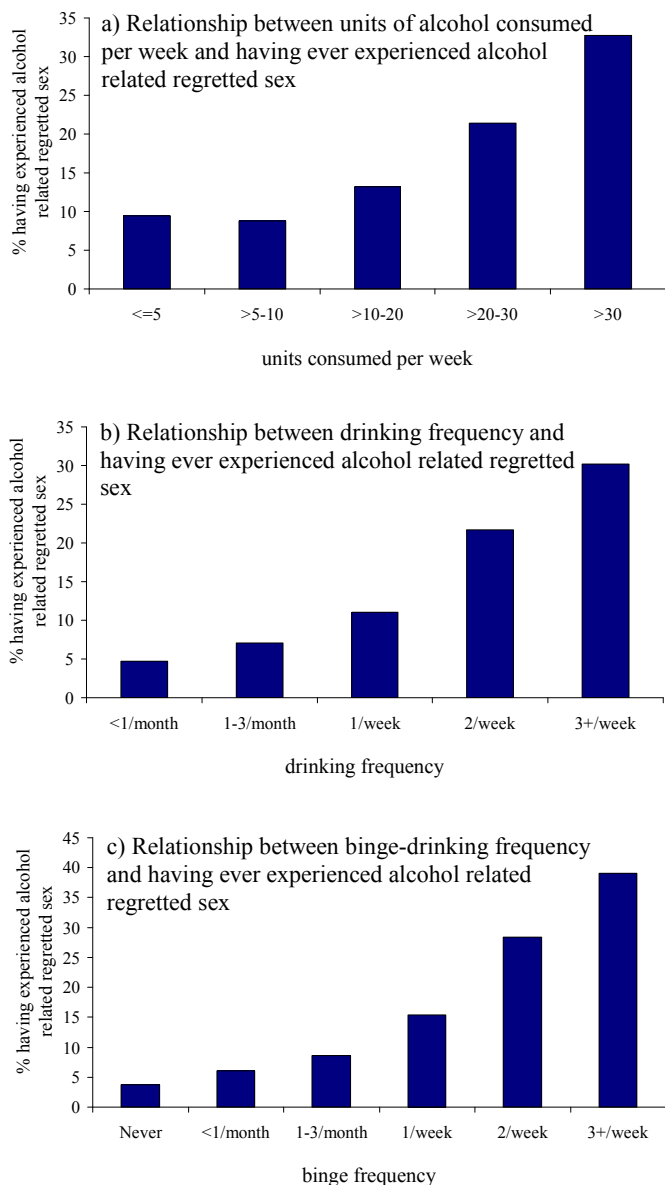 a) Relationship between units of alcohol consumed
per week and having ever experienced alcohol
related regretted sex
% having experienced alcohol
related regretted sex
35
30
25
20
15
10
5
0
<=5 >5-10 >10-20 >20-30 >30
units consumed per week
b) Relationship between drinking frequency and
having ever experienced alcohol related regretted
sex
% having experienced alcohol
related regretted sex
35
30
25
20
15
10
5
0
<1/month 1-3/month 1/week 2/week 3+/week
drinking frequency
c) Relationship between binge-drinking frequency
and having ever experienced alcohol related
regretted sex
% having experienced alcohol
related regretted sex
45
40
35
30
25
20
15
10
5
0
Never <1/month 1-3/month 1/week 2/week 3+/week
binge frequency